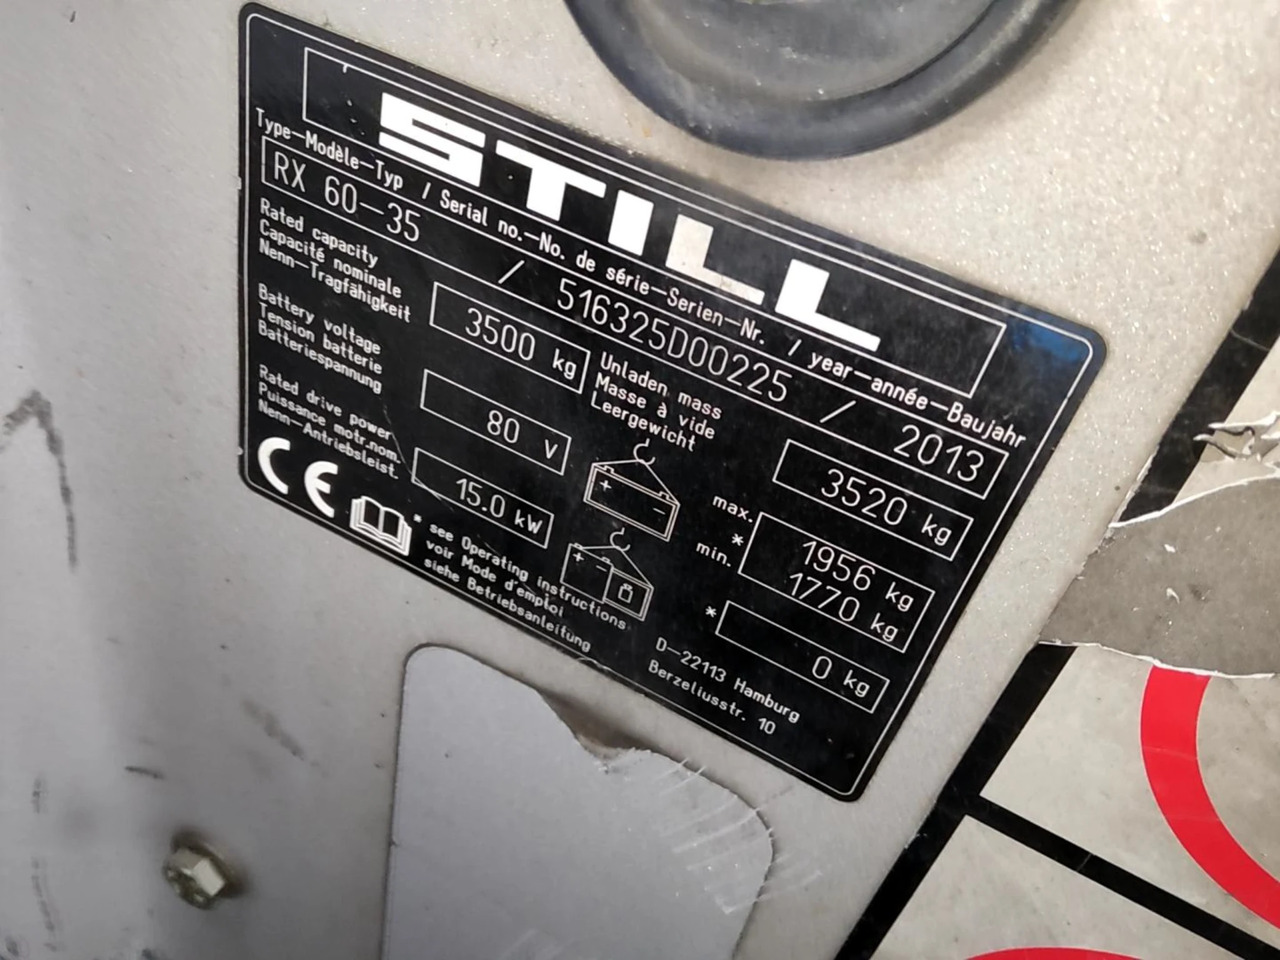 STILL
Type-Modèle-Typ / Serial no.-No. de série-Serien-Nr. / year-année-Baujahr
RX 60-35 / 516325D00225 / 2013
Rated capacity
Capacité nominale
Nenn-Tragfähigkeit
3500 kg
Unladen mass
Masse à vide
Leergewicht
3520 kg
Battery voltage
Tension batterie
Batteriespannung
80 V
+ -
max. 1956 kg
*
min. 1770 kg
Rated drive power
Puissance motr.nom.
Nenn-Antriebsleist.
15.0 kW
+ -
* 0 kg
CE
* see Operating instructions
voir Mode d'emploi
siehe Betriebsanleitung
D-22113 Hamburg
Berzeliusstr. 10